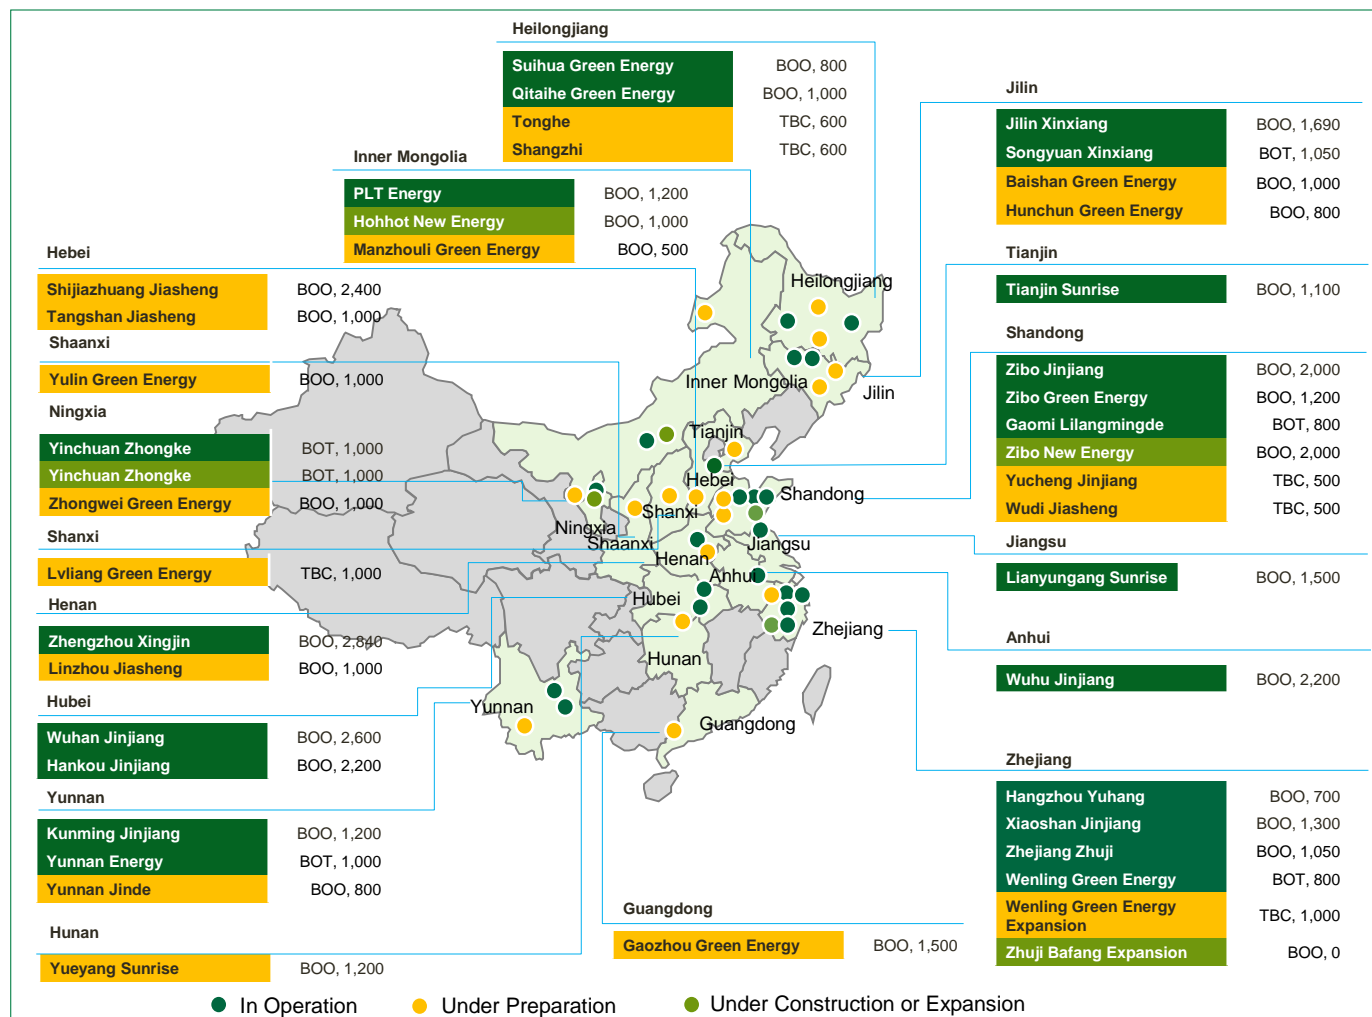 Heilongjiang
Suihua Green Energy BOO, 800
Qitaihe Green Energy BOO, 1,000
Tonghe TBC, 600
Shangzhi TBC, 600
Inner Mongolia
PLT Energy BOO, 1,200
Hohhot New Energy BOO, 1,000
Manzhouli Green Energy BOO, 500
Hebei
Shijiazhuang Jiasheng BOO, 2,400
Tangshan Jiasheng BOO, 1,000
Shaanxi
Yulin Green Energy BOO, 1,000
Ningxia
Yinchuan Zhongke BOT, 1,000
Yinchuan Zhongke BOT, 1,000
Zhongwei Green Energy BOO, 1,000
Shanxi
Lvliang Green Energy TBC, 1,000
Henan
Zhengzhou Xingjin BOO, 2,840
Linzhou Jiasheng BOO, 1,000
Hubei
Wuhan Jinjiang BOO, 2,600
Hankou Jinjiang BOO, 2,200
Yunnan
Kunming Jinjiang BOO, 1,200
Yunnan Energy BOT, 1,000
Yunnan Jinde BOO, 800
Hunan
Yueyang Sunrise BOO, 1,200
Heilongjiang
Inner Mongolia
Jilin
Tianjin
Hebei
Shandong
Shanxi
Ningxia
Shaanxi
Jiangsu
Henan
Anhui
Hubei
Zhejiang
Hunan
Yunnan
Guangdong
Guangdong
Gaozhou Green Energy BOO, 1,500
Jilin
Jilin Xinxiang BOO, 1,690
Songyuan Xinxiang BOT, 1,050
Baishan Green Energy BOO, 1,000
Hunchun Green Energy BOO, 800
Tianjin
Tianjin Sunrise BOO, 1,100
Shandong
Zibo Jinjiang BOO, 2,000
Zibo Green Energy BOO, 1,200
Gaomi Lilangmingde BOT, 800
Zibo New Energy BOO, 2,000
Yucheng Jinjiang TBC, 500
Wudi Jiasheng TBC, 500
Jiangsu
Lianyungang Sunrise BOO, 1,500
Anhui
Wuhu Jinjiang BOO, 2,200
Zhejiang
Hangzhou Yuhang BOO, 700
Xiaoshan Jinjiang BOO, 1,300
Zhejiang Zhuji BOO, 1,050
Wenling Green Energy BOT, 800
Wenling Green Energy
Expansion TBC, 1,000
Zhuji Bafang Expansion BOO, 0
In Operation Under Preparation Under Construction or Expansion